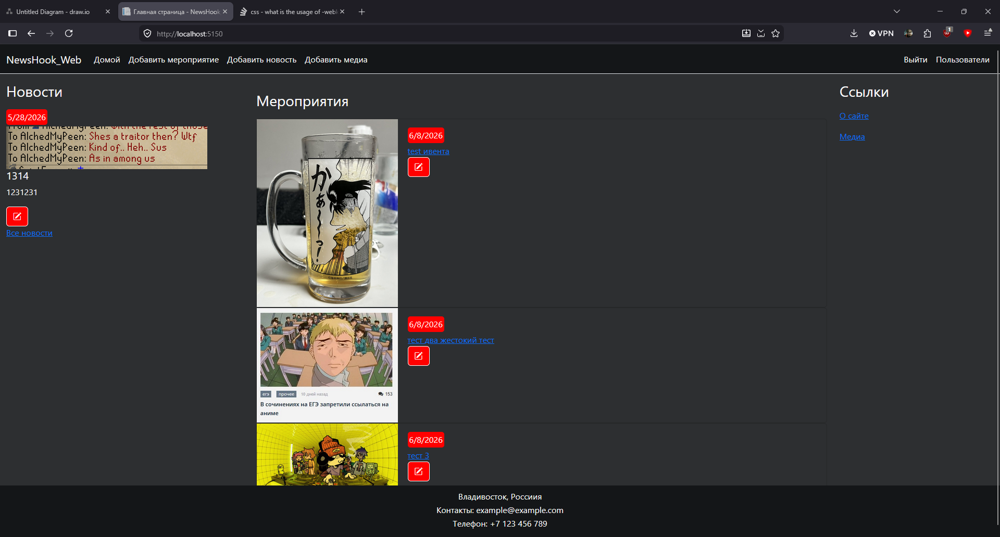 Untitled Diagram - draw.io
Главная страница - NewsHook
css - what is the usage of -webk
http://localhost:5150
VPN
1
NewsHook_Web
Домой
Добавить мероприятие
Добавить новость
Добавить медиа
Выйти
Пользователи
Новости
5/28/2026
To AlchedMyPeen: Shes a traitor then? Wtf
To AlchedMyPeen: Kind of.. Heh.. Sus
To AlchedMyPeen: As in among us
1314
1231231
Все новости
Мероприятия
かぁ〜〜っ!
6/8/2026
test ивента
егэ
прочее
10 дней назад
153
В сочинениях на ЕГЭ запретили ссылаться на
аниме
6/8/2026
тест два жестокий тест
6/8/2026
тест 3
Ссылки
О сайте
Медиа
Владивосток, Россиия
Контакты: example@example.com
Телефон: +7 123 456 789